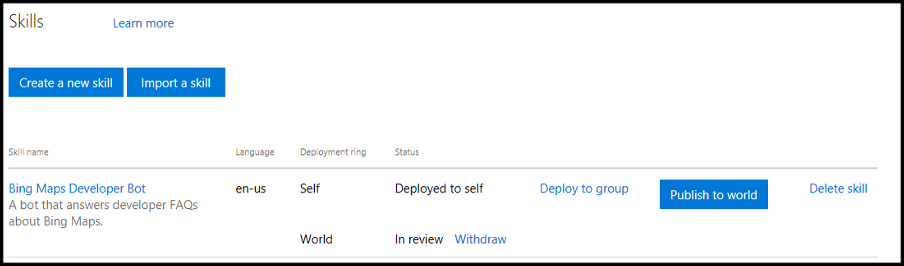 Skills Learn more
Create a new skill Import a skill
Skill name Language Deployment ring Status
Bing Maps Developer Bot en-us Self Deployed to self Deploy to group Publish to world Delete skill
A bot that answers developer FAQs
about Bing Maps.
World In review Withdraw